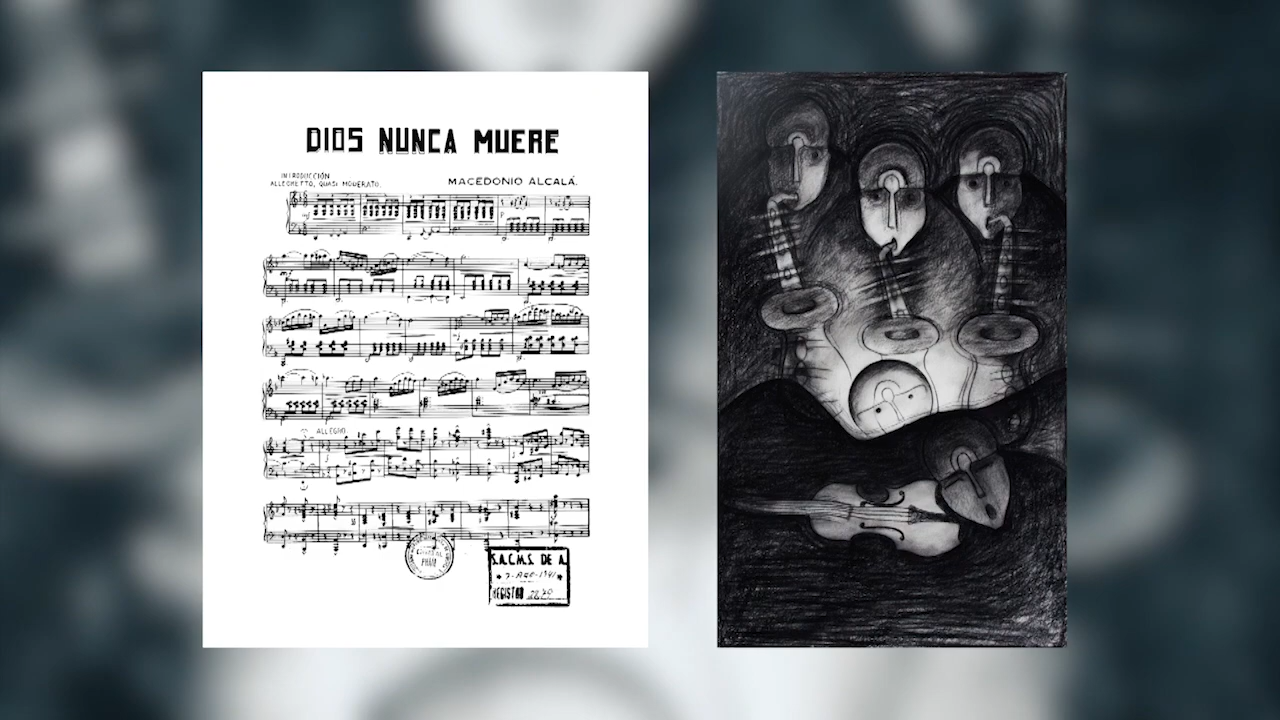 DIOS NUNCA MUERE
INTRODUCCIÓN
ALLEGRETTO, QUASI MODERATO.
MACEDONIO ALCALÁ.
ALLEGRO.
S.A.C.M.S. DE A.
REGISTRO